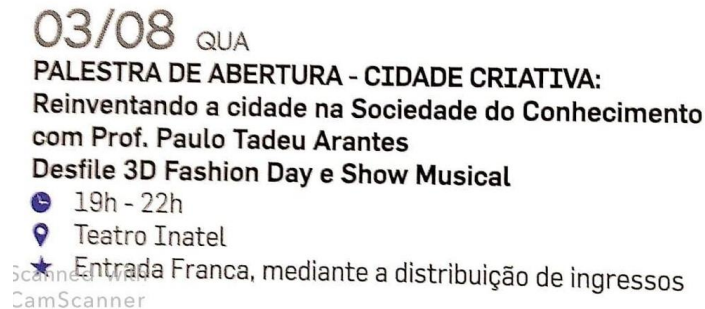 03/08 QUA
PALESTRA DE ABERTURA - CIDADE CRIATIVA:
Reinventando a cidade na Sociedade do Conhecimento
com Prof. Paulo Tadeu Arantes
Desfile 3D Fashion Day e Show Musical
19h - 22h
Teatro Inatel
Entrada Franca, mediante a distribuição de ingressos
Scanned with
CamScanner